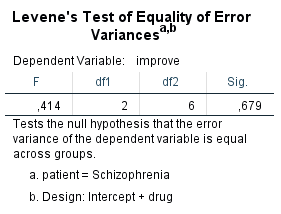 Levene's Test of Equality of Error
Variances a,b
Dependent Variable: improve
F df1 df2 Sig.
,414 2 6 ,679
Tests the null hypothesis that the error
variance of the dependent variable is equal
across groups.
a. patient = Schizophrenia
b. Design: Intercept + drug